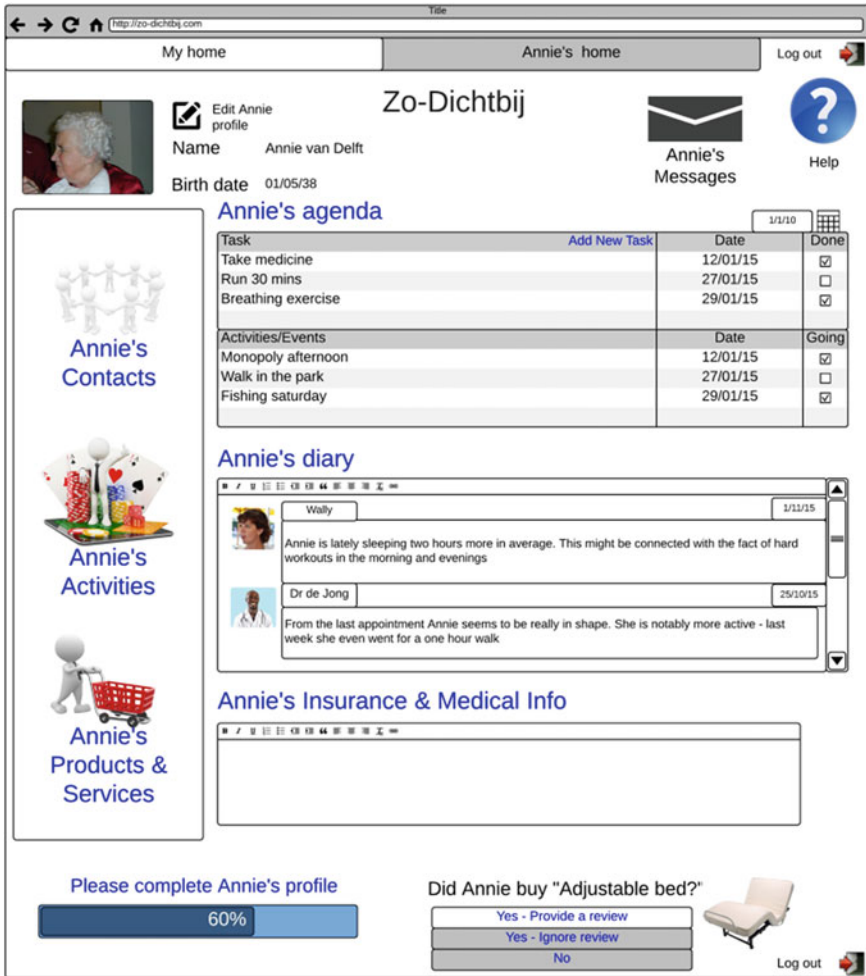 Title
http://zo-dichtbij.com
My home
Annie's home
Log out
Zo-Dichtbij
Edit Annie
profile
Name Annie van Delft
Birth date 01/05/38
Annie's
Messages
Help
Annie's agenda
1/1/10
Task Add New Task Date Done
Take medicine 12/01/15
Run 30 mins 27/01/15
Breathing exercise 29/01/15
Activities/Events Date Going
Monopoly afternoon 12/01/15
Walk in the park 27/01/15
Fishing saturday 29/01/15
Annie's
Contacts
Annie's
Activities
Annie's
Products &
Services
Annie's diary
B I U
Wally 1/11/15
Annie is lately sleeping two hours more in average. This might be connected with the fact of hard
workouts in the morning and evenings
Dr de Jong 25/10/15
From the last appointment Annie seems to be really in shape. She is notably more active - last
week she even went for a one hour walk
Annie's Insurance & Medical Info
B I U
Please complete Annie's profile
60%
Did Annie buy "Adjustable bed?"
Yes - Provide a review
Yes - Ignore review
No
Log out